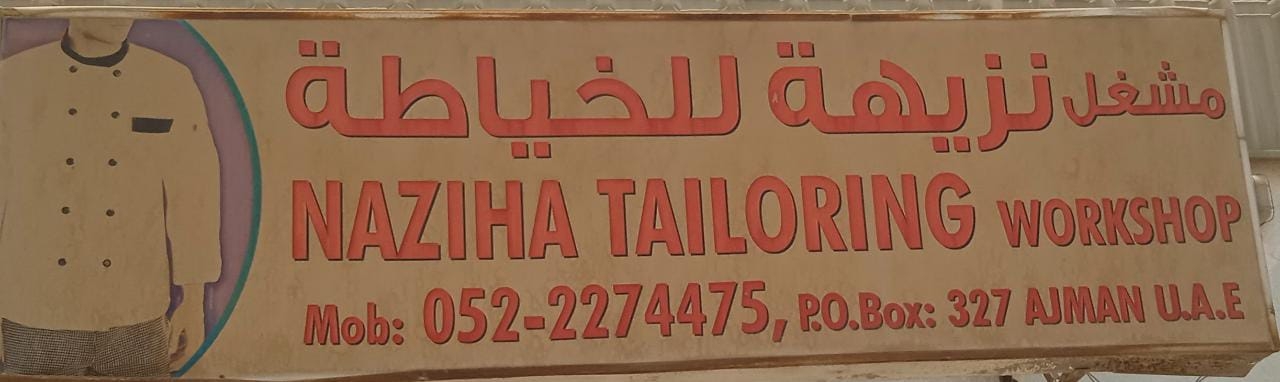 مشغل نزيهة للخياطة
NAZIHA TAILORING WORKSHOP
Mob: 052-2274475, P.O.Box: 327 AJMAN U.A.E